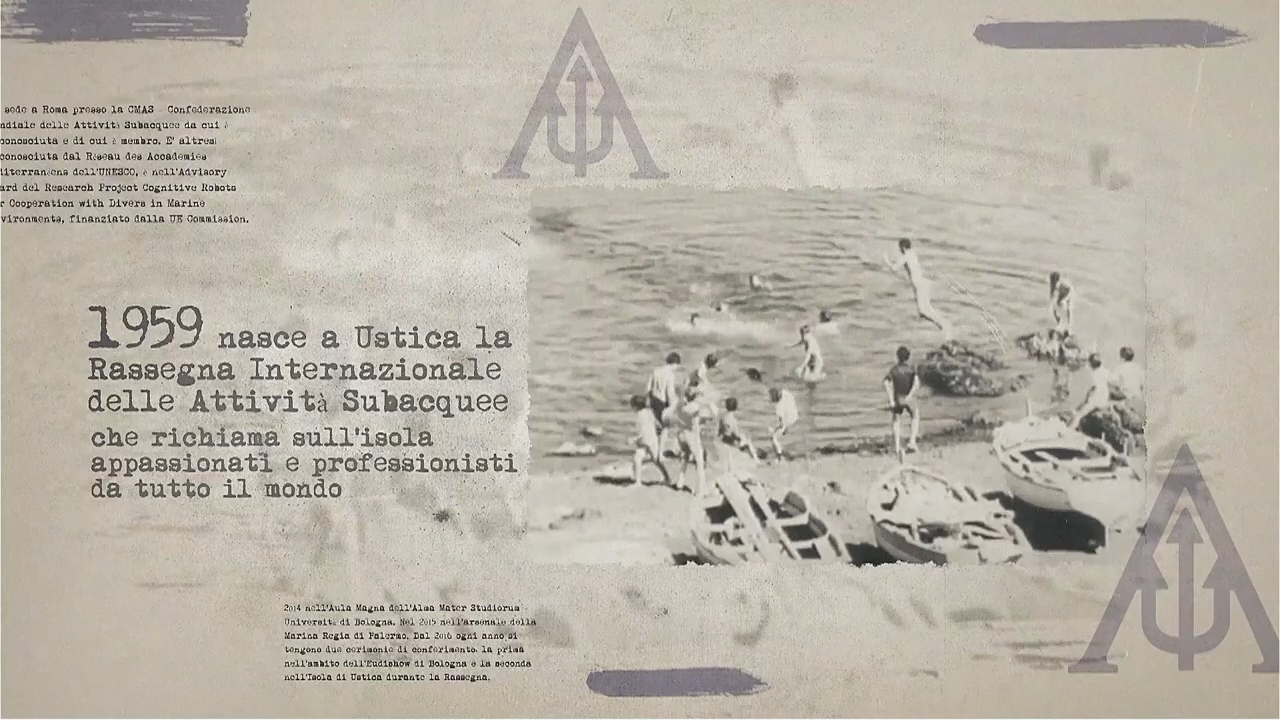 sede a Roma presso la CMAS - Confederazione
ndiale delle Attività Subacquee da cui è
conosciuta e di cui è membro. E' altresì
conosciuta dal Réseau des Accademies
diterranéens dell'UNESCO, è nell'Advisory
ard del Research Project Cognitive Robots
r Cooperation with Divers in Marine
vironments, finanziato dalla UE Commission.
1959 nasce a Ustica la
Rassegna Internazionale
delle Attività Subacquee
che richiama sull'isola
appassionati e professionisti
da tutto il mondo
2014 nell'Aula Magna dell'Alma Mater Studiorum
Università di Bologna. Nel 2015 nell'arsenale della
Marina Regia di Palermo. Dal 2016 ogni anno si
tengono due cerimonie di conferimento, la prima
nell'ambito dell'Eudishow di Bologna e la seconda
nell'Isola di Ustica durante la Rassegna.